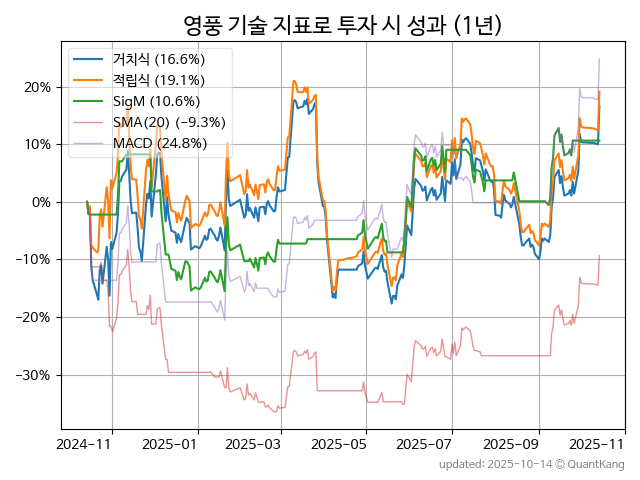 영풍 기술 지표로 투자 시 성과 (1년)
거치식 (16.6%)
적립식 (19.1%)
SigM (10.6%)
SMA(20) (−9.3%)
MACD (24.8%)
20%
10%
0%
−10%
−20%
−30%
2024-11 2025-01 2025-03 2025-05 2025-07 2025-09 2025-11
updated: 2025-10-14 © QuantKang